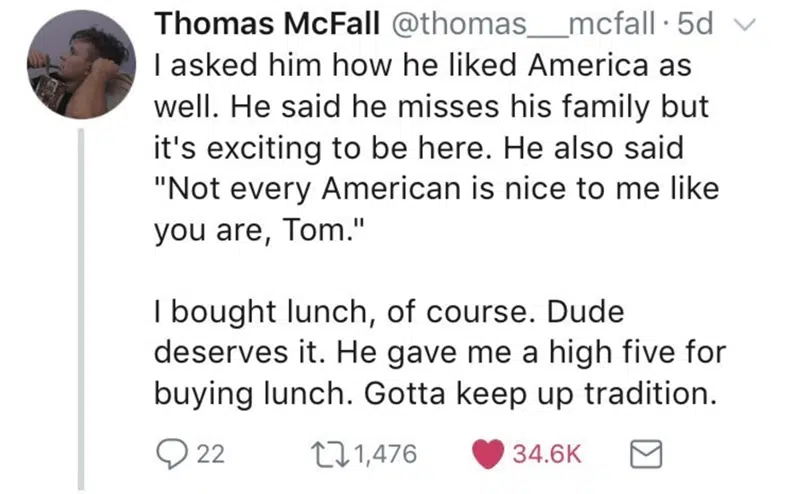 Thomas McFall @thomas__mcfall · 5d
I asked him how he liked America as
well. He said he misses his family but
it's exciting to be here. He also said
"Not every American is nice to me like
you are, Tom."
I bought lunch, of course. Dude
deserves it. He gave me a high five for
buying lunch. Gotta keep up tradition.
22 1,476 34.6K